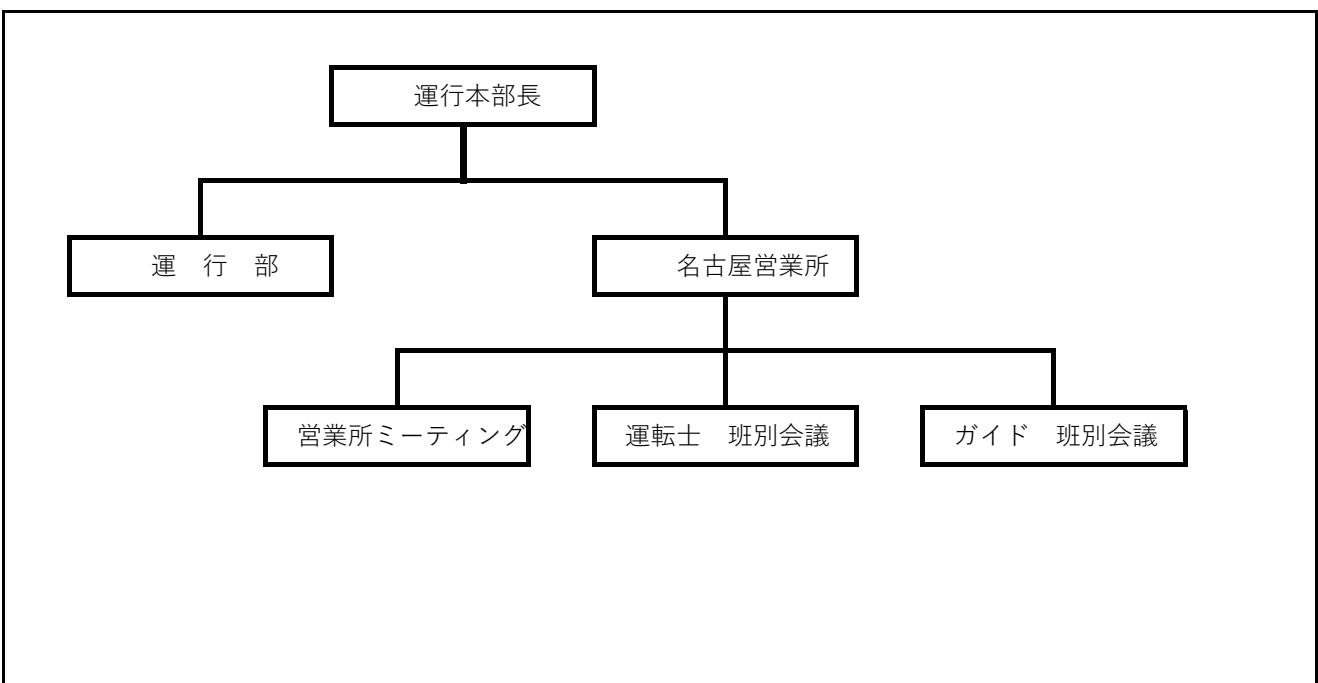 運行本部長
運　行　部
名古屋営業所
営業所ミーティング
運転士　班別会議
ガイド　班別会議